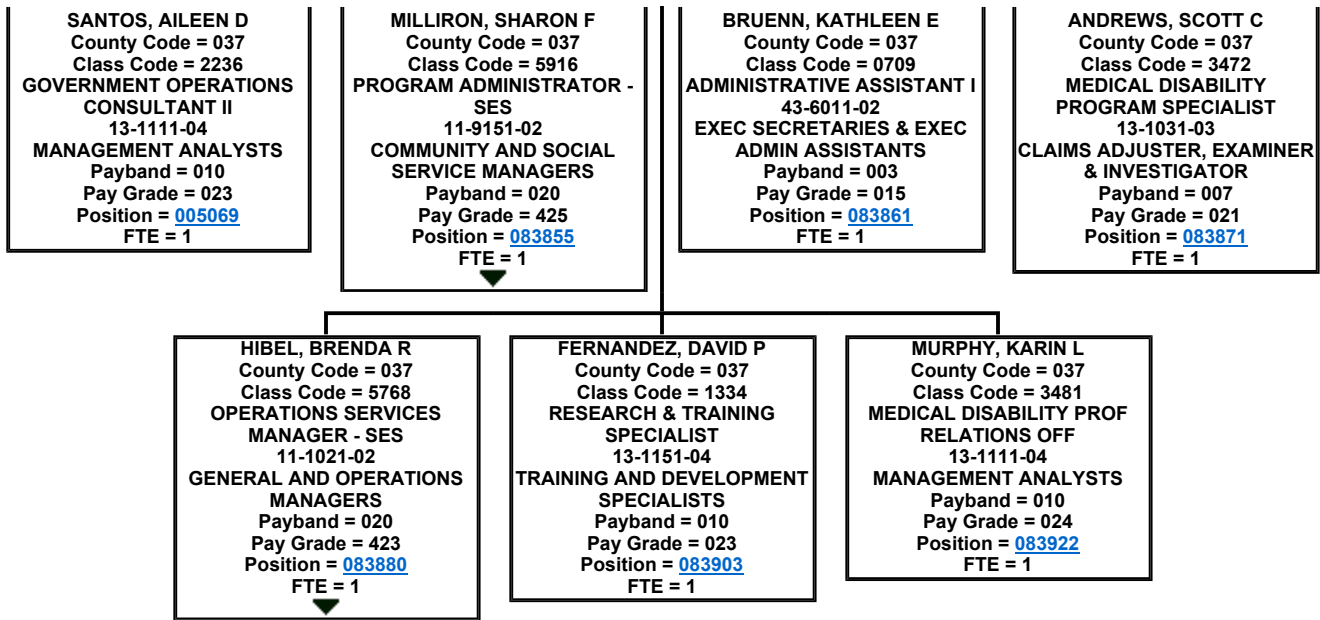 SANTOS, AILEEN D
County Code = 037
Class Code = 2236
GOVERNMENT OPERATIONS
CONSULTANT II
13-1111-04
MANAGEMENT ANALYSTS
Payband = 010
Pay Grade = 023
Position = 005069
FTE = 1
MILLIRON, SHARON F
County Code = 037
Class Code = 5916
PROGRAM ADMINISTRATOR -
SES
11-9151-02
COMMUNITY AND SOCIAL
SERVICE MANAGERS
Payband = 020
Pay Grade = 425
Position = 083855
FTE = 1
BRUENN, KATHLEEN E
County Code = 037
Class Code = 0709
ADMINISTRATIVE ASSISTANT I
43-6011-02
EXEC SECRETARIES & EXEC
ADMIN ASSISTANTS
Payband = 003
Pay Grade = 015
Position = 083861
FTE = 1
ANDREWS, SCOTT C
County Code = 037
Class Code = 3472
MEDICAL DISABILITY
PROGRAM SPECIALIST
13-1031-03
CLAIMS ADJUSTER, EXAMINER
& INVESTIGATOR
Payband = 007
Pay Grade = 021
Position = 083871
FTE = 1
HIBEL, BRENDA R
County Code = 037
Class Code = 5768
OPERATIONS SERVICES
MANAGER - SES
11-1021-02
GENERAL AND OPERATIONS
MANAGERS
Payband = 020
Pay Grade = 423
Position = 083880
FTE = 1
FERNANDEZ, DAVID P
County Code = 037
Class Code = 1334
RESEARCH & TRAINING
SPECIALIST
13-1151-04
TRAINING AND DEVELOPMENT
SPECIALISTS
Payband = 010
Pay Grade = 023
Position = 083903
FTE = 1
MURPHY, KARIN L
County Code = 037
Class Code = 3481
MEDICAL DISABILITY PROF
RELATIONS OFF
13-1111-04
MANAGEMENT ANALYSTS
Payband = 010
Pay Grade = 024
Position = 083922
FTE = 1